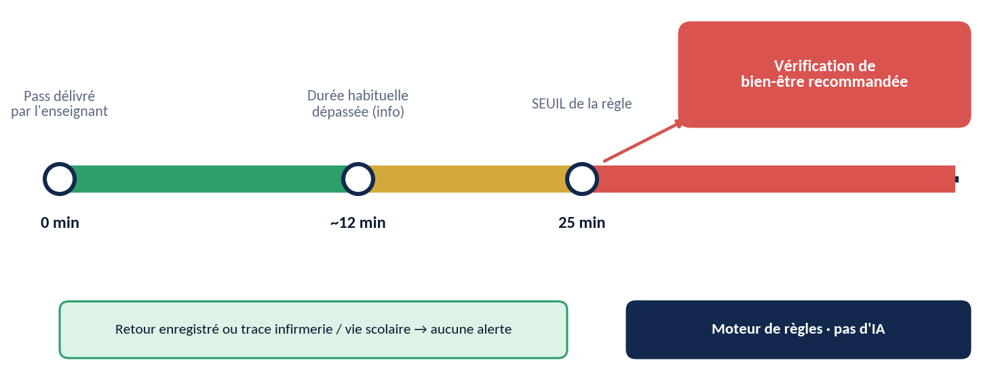 Vérification de
bien-être recommandée
Pass délivré
par l'enseignant
Durée habituelle
dépassée (info)
SEUIL de la règle
0 min
~12 min
25 min
Retour enregistré ou trace infirmerie / vie scolaire → aucune alerte
Moteur de règles · pas d'IA